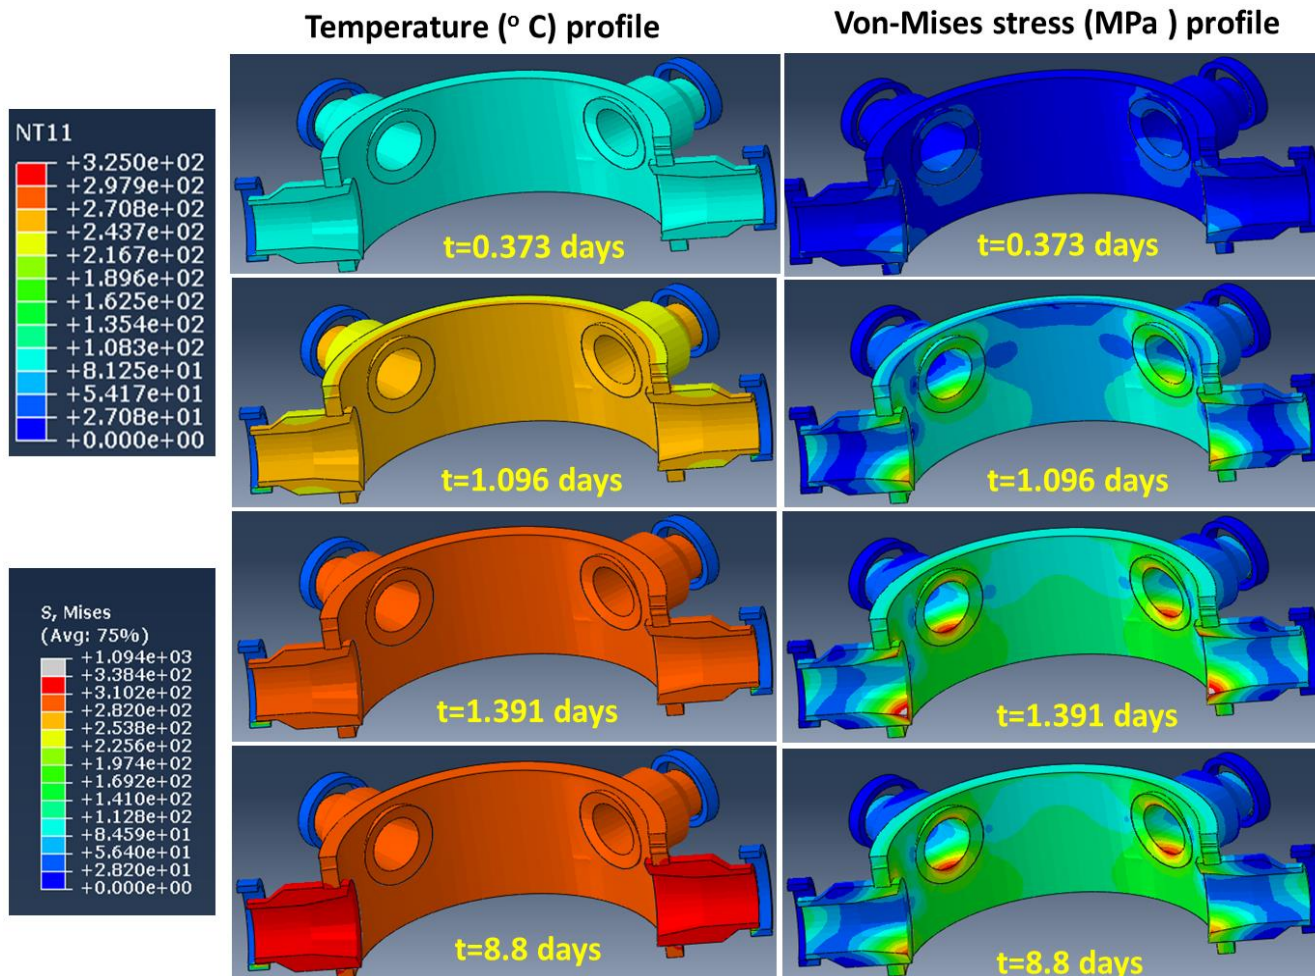 Temperature (° C) profile
Von-Mises stress (MPa ) profile
NT11
+3.250e+02
+2.979e+02
+2.708e+02
+2.437e+02
+2.167e+02
+1.896e+02
+1.625e+02
+1.354e+02
+1.083e+02
+8.125e+01
+5.417e+01
+2.708e+01
+0.000e+00
S, Mises
(Avg: 75%)
+1.094e+03
+3.384e+02
+3.102e+02
+2.820e+02
+2.538e+02
+2.256e+02
+1.974e+02
+1.692e+02
+1.410e+02
+1.128e+02
+8.459e+01
+5.640e+01
+2.820e+01
+0.000e+00
t=0.373 days
t=0.373 days
t=1.096 days
t=1.096 days
t=1.391 days
t=1.391 days
t=8.8 days
t=8.8 days